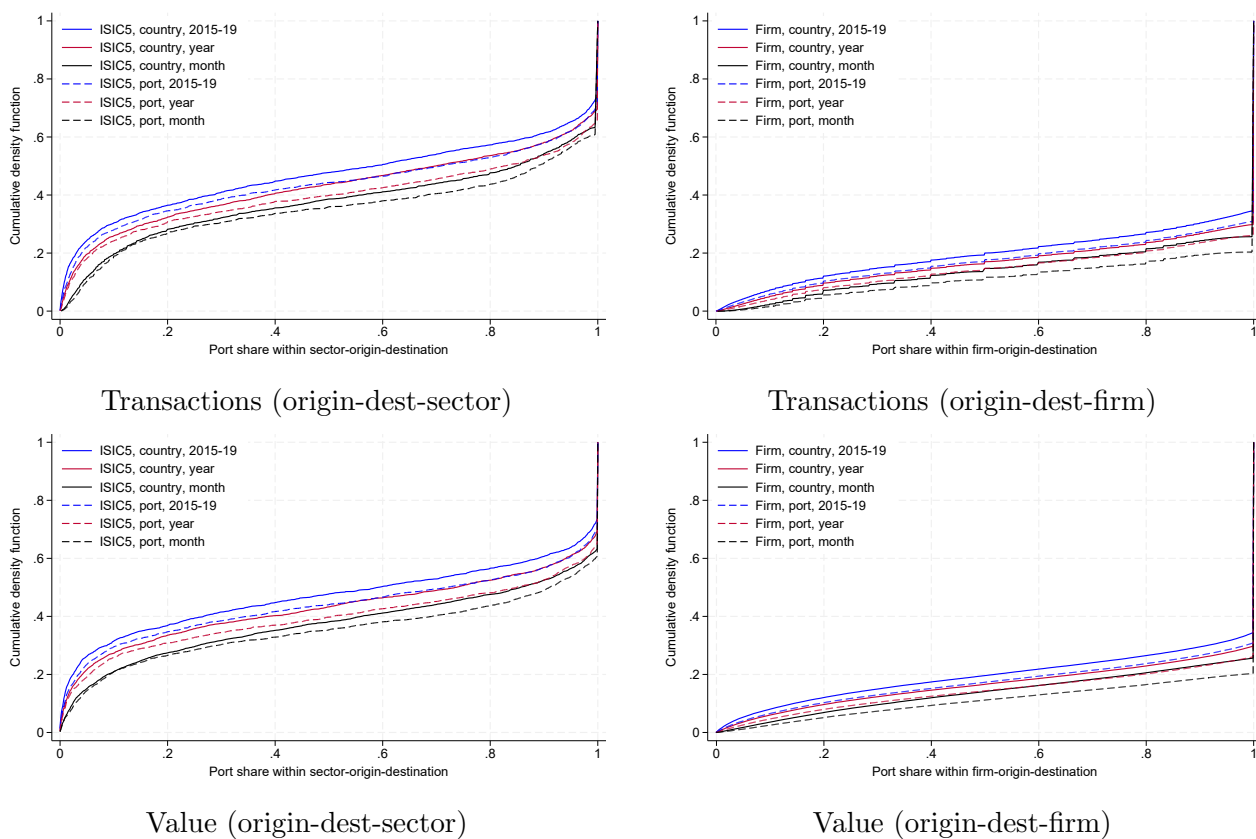 ISIC5, country, 2015-19
ISIC5, country, year
ISIC5, country, month
ISIC5, port, 2015-19
ISIC5, port, year
ISIC5, port, month
Cumulative density function
1
.8
.6
.4
.2
0
0 .2 .4 .6 .8 1
Port share within sector-origin-destination
Transactions (origin-dest-sector)
Firm, country, 2015-19
Firm, country, year
Firm, country, month
Firm, port, 2015-19
Firm, port, year
Firm, port, month
Cumulative density function
1
.8
.6
.4
.2
0
0 .2 .4 .6 .8 1
Port share within firm-origin-destination
Transactions (origin-dest-firm)
ISIC5, country, 2015-19
ISIC5, country, year
ISIC5, country, month
ISIC5, port, 2015-19
ISIC5, port, year
ISIC5, port, month
Cumulative density function
1
.8
.6
.4
.2
0
0 .2 .4 .6 .8 1
Port share within sector-origin-destination
Value (origin-dest-sector)
Firm, country, 2015-19
Firm, country, year
Firm, country, month
Firm, port, 2015-19
Firm, port, year
Firm, port, month
Cumulative density function
1
.8
.6
.4
.2
0
0 .2 .4 .6 .8 1
Port share within firm-origin-destination
Value (origin-dest-firm)